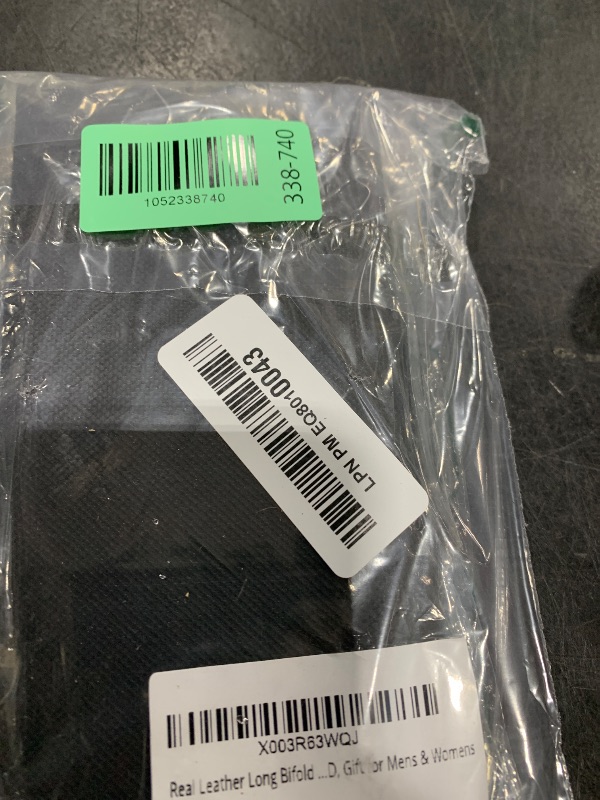 1052338740
338-740
LPN PM EQ8010043
X003R63WQJ
Real Leather Long Bifold ...D, Gift for Mens & Womens